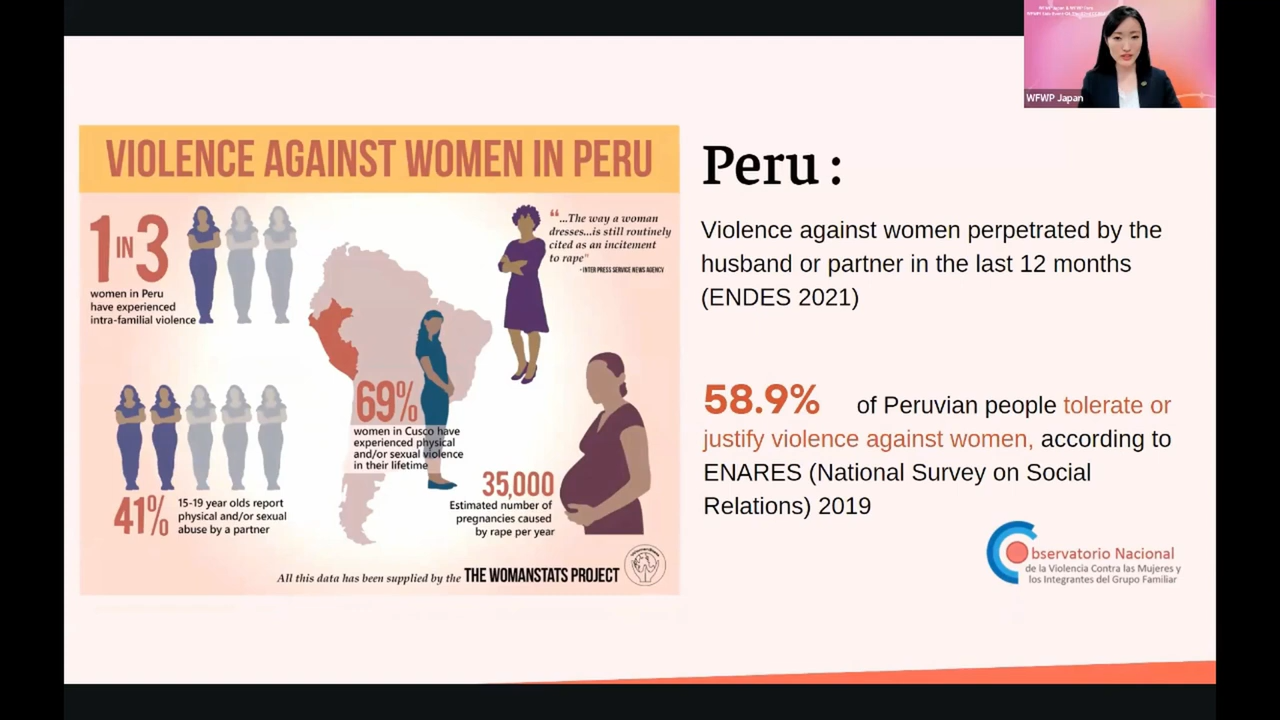 WFWP Japan
VIOLENCE AGAINST WOMEN IN PERU
1 IN 3
women in Peru
have experienced
intra-familial violence
“...The way a woman
dresses...is still routinely
cited as an incitement
to rape"
-INTER PRESS SERVICE NEWS AGENCY
69%
women in Cusco have
experienced physical
and/or sexual violence
in their lifetime
41%
15-19 year olds report
physical and/or sexual
abuse by a partner
35,000
Estimated number of
pregnancies caused
by rape per year
All this data has been supplied by the THE WOMANSTATS PROJECT
Peru :
Violence against women perpetrated by the
husband or partner in the last 12 months
(ENDES 2021)
58.9% of Peruvian people tolerate or
justify violence against women, according to
ENARES (National Survey on Social
Relations) 2019
Observatorio Nacional
de la Violencia Contra las Mujeres y
los Integrantes del Grupo Familiar